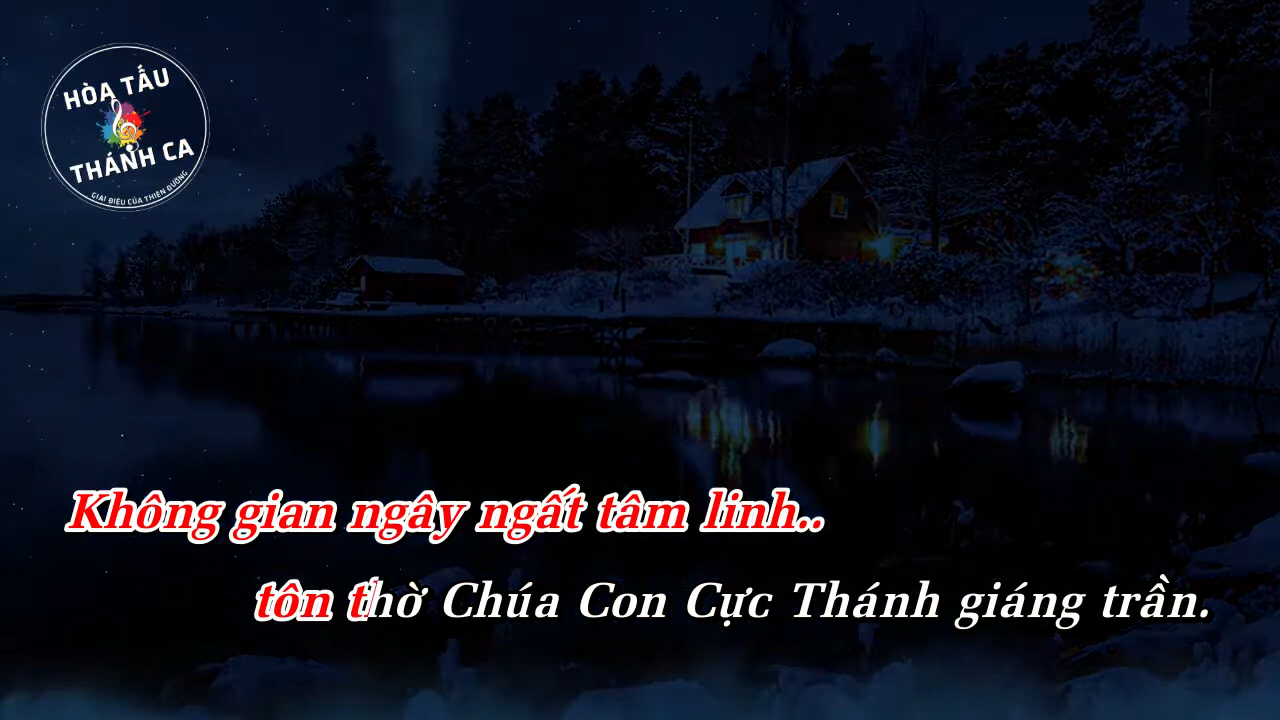 HÒA TẤU
THÁNH CA
GIAI ĐIỆU CỦA THIÊN ĐƯỜNG
Không gian ngây ngất tâm linh..
tôn thờ Chúa Con Cực Thánh giáng trần.